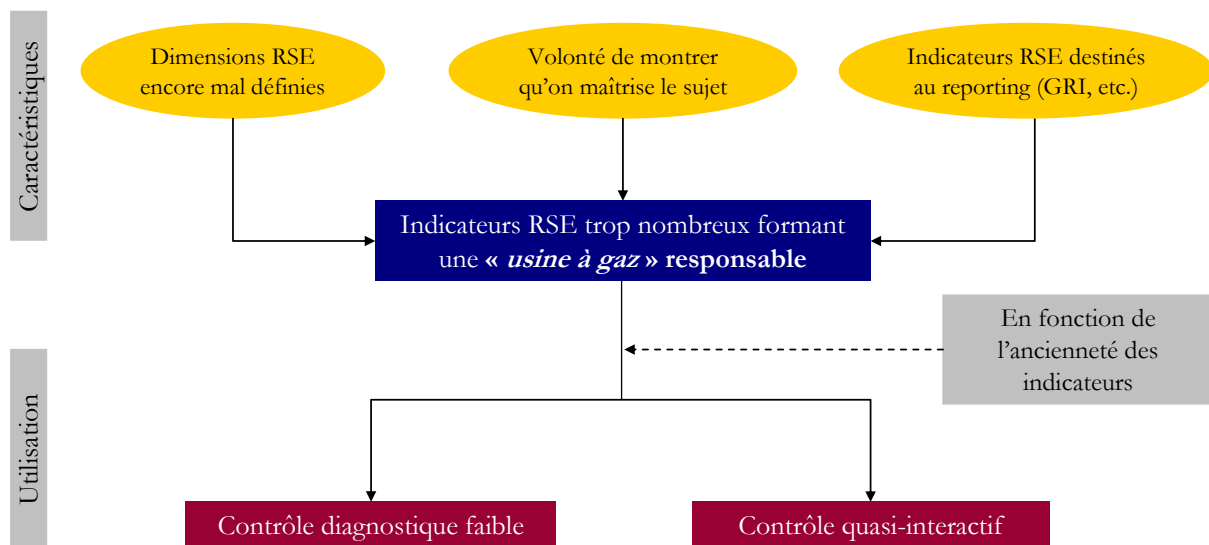 Caractéristiques
Dimensions RSE
encore mal définies
Volonté de montrer
qu’on maîtrise le sujet
Indicateurs RSE destinés
au reporting (GRI, etc.)
Indicateurs RSE trop nombreux formant
une « usine à gaz » responsable
En fonction de
l’ancienneté des
indicateurs
Utilisation
Contrôle diagnostique faible
Contrôle quasi-interactif